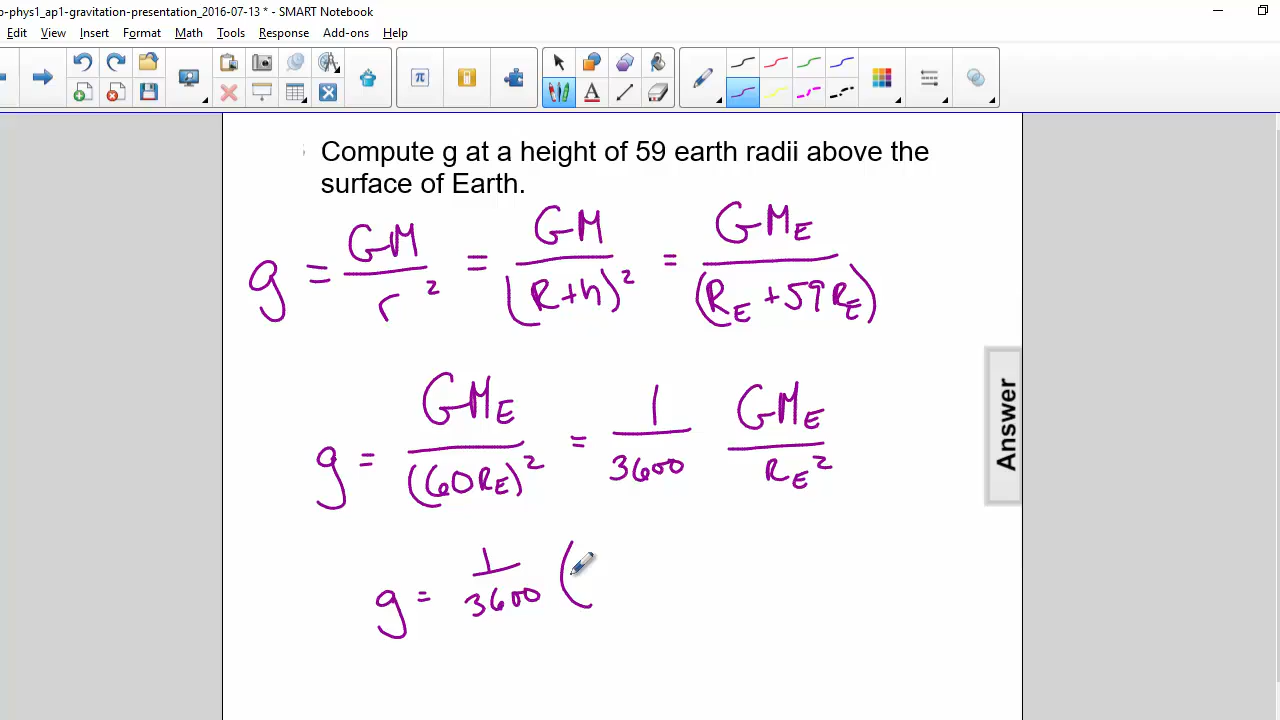 o-phys1_ap1-gravitation-presentation_2016-07-13 * - SMART Notebook
Edit View Insert Format Math Tools Response Add-ons Help
π A
Compute g at a height of 59 earth radii above the
surface of Earth.
g = GM / r² = GM / (R+h)² = GM_E / (R_E + 59R_E)
g = GM_E / (60R_E)² = 1 / 3600 GM_E / R_E²
g = 1 / 3600 (
Answer